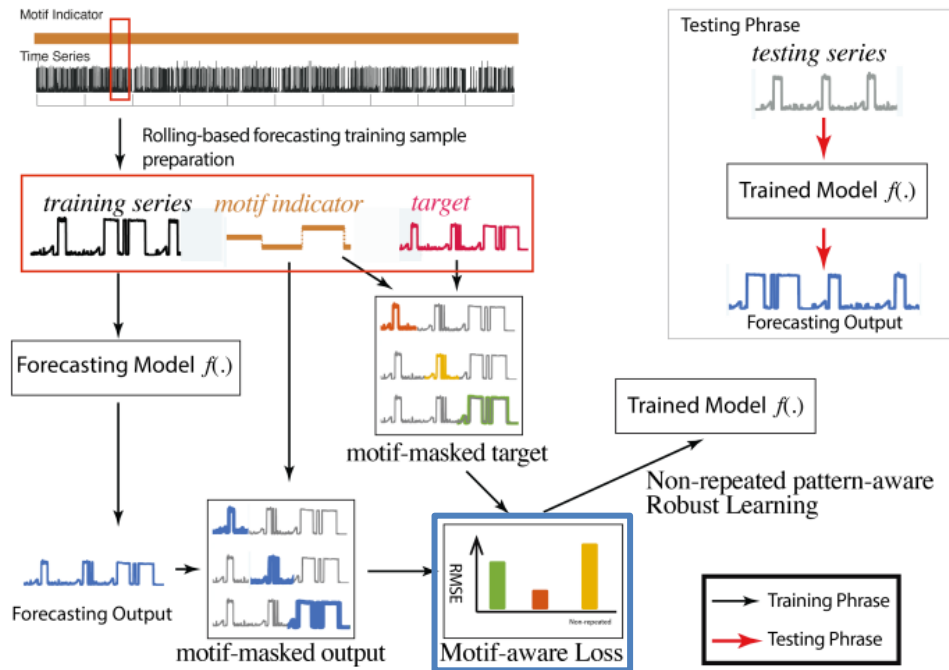 Motif Indicator
Time Series
Rolling-based forecasting training sample
preparation
training series
motif indicator
target
Forecasting Model f(.)
motif-masked target
Forecasting Output
motif-masked output
RMSE
Non-repeated
Motif-aware Loss
Non-repeated pattern-aware
Robust Learning
Trained Model f(.)
Testing Phrase
testing series
Trained Model f(.)
Forecasting Output
Training Phrase
Testing Phrase